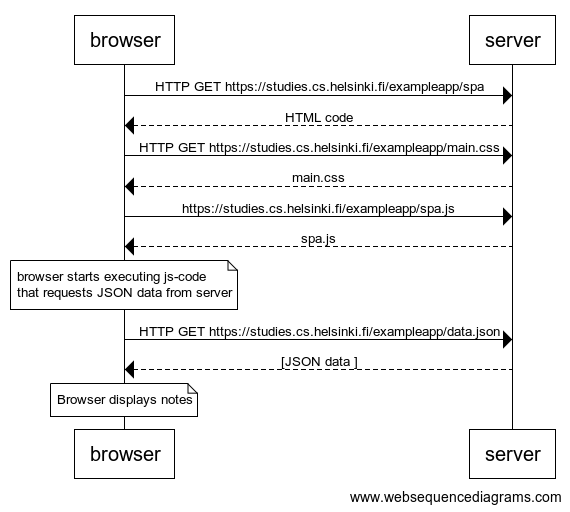 browser server
HTTP GET https://studies.cs.helsinki.fi/exampleapp/spa
HTML code
HTTP GET https://studies.cs.helsinki.fi/exampleapp/main.css
main.css
https://studies.cs.helsinki.fi/exampleapp/spa.js
spa.js
browser starts executing js-code
that requests JSON data from server
HTTP GET https://studies.cs.helsinki.fi/exampleapp/data.json
[JSON data ]
Browser displays notes
browser server
www.websequencediagrams.com